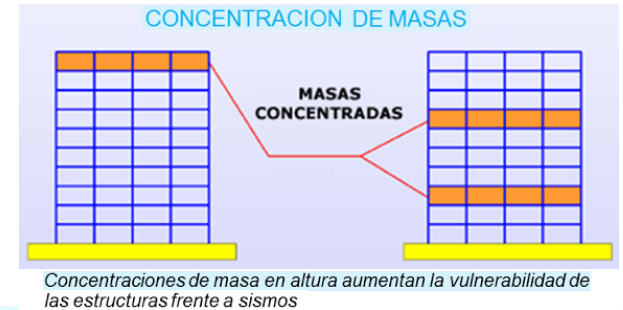 CONCENTRACION DE MASAS
MASAS
CONCENTRADAS
Concentraciones de masa en altura aumentan la vulnerabilidad de
las estructuras frente a sismos